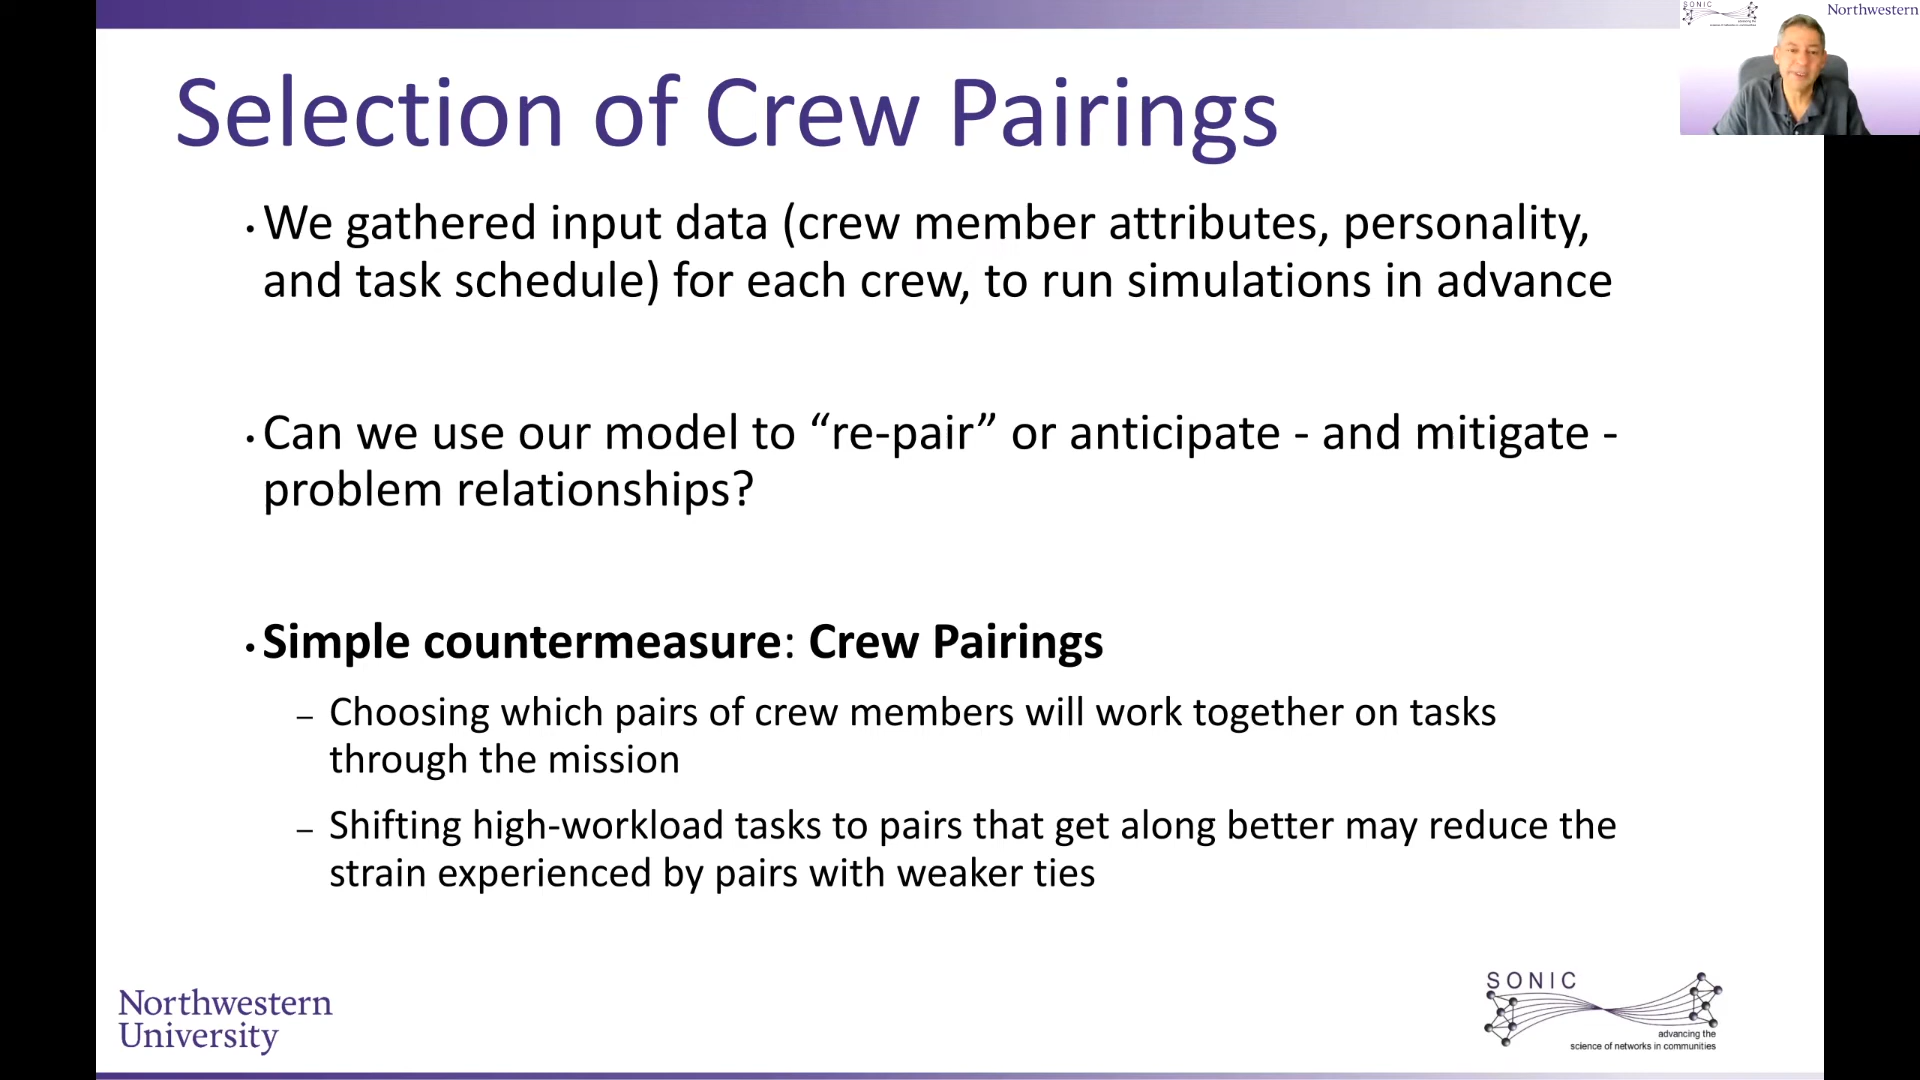 SONIC
Northwestern
Selection of Crew Pairings
• We gathered input data (crew member attributes, personality,
and task schedule) for each crew, to run simulations in advance
• Can we use our model to “re-pair” or anticipate - and mitigate -
problem relationships?
• Simple countermeasure: Crew Pairings
– Choosing which pairs of crew members will work together on tasks
through the mission
– Shifting high-workload tasks to pairs that get along better may reduce the
strain experienced by pairs with weaker ties
Northwestern
University
SONIC
advancing the
science of networks in communities